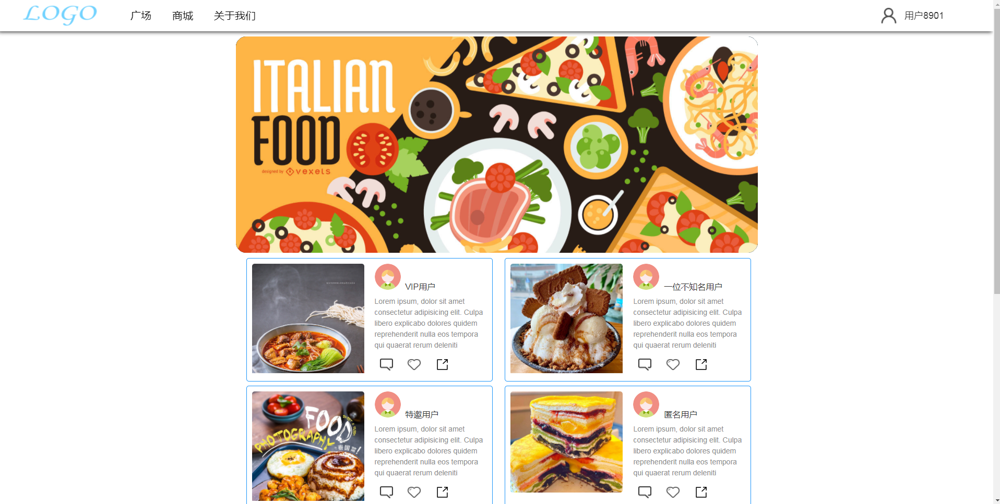 LOGO
广场
商城
关于我们
用户8901
ITALIAN
FOOD
designed by vexels
VIP用户
Lorem ipsum, dolor sit amet
consectetur adipisicing elit. Culpa
libero explicabo dolores quidem
reprehenderit nulla eos tempora
qui quaerat rerum deleniti
一位不知名用户
Lorem ipsum, dolor sit amet
consectetur adipisicing elit. Culpa
libero explicabo dolores quidem
reprehenderit nulla eos tempora
qui quaerat rerum deleniti
FOOD
PHOTOGRAPHY
泰国菜
特邀用户
Lorem ipsum, dolor sit amet
consectetur adipisicing elit. Culpa
libero explicabo dolores quidem
reprehenderit nulla eos tempora
qui quaerat rerum deleniti
匿名用户
Lorem ipsum, dolor sit amet
consectetur adipisicing elit. Culpa
libero explicabo dolores quidem
reprehenderit nulla eos tempora
qui quaerat rerum deleniti